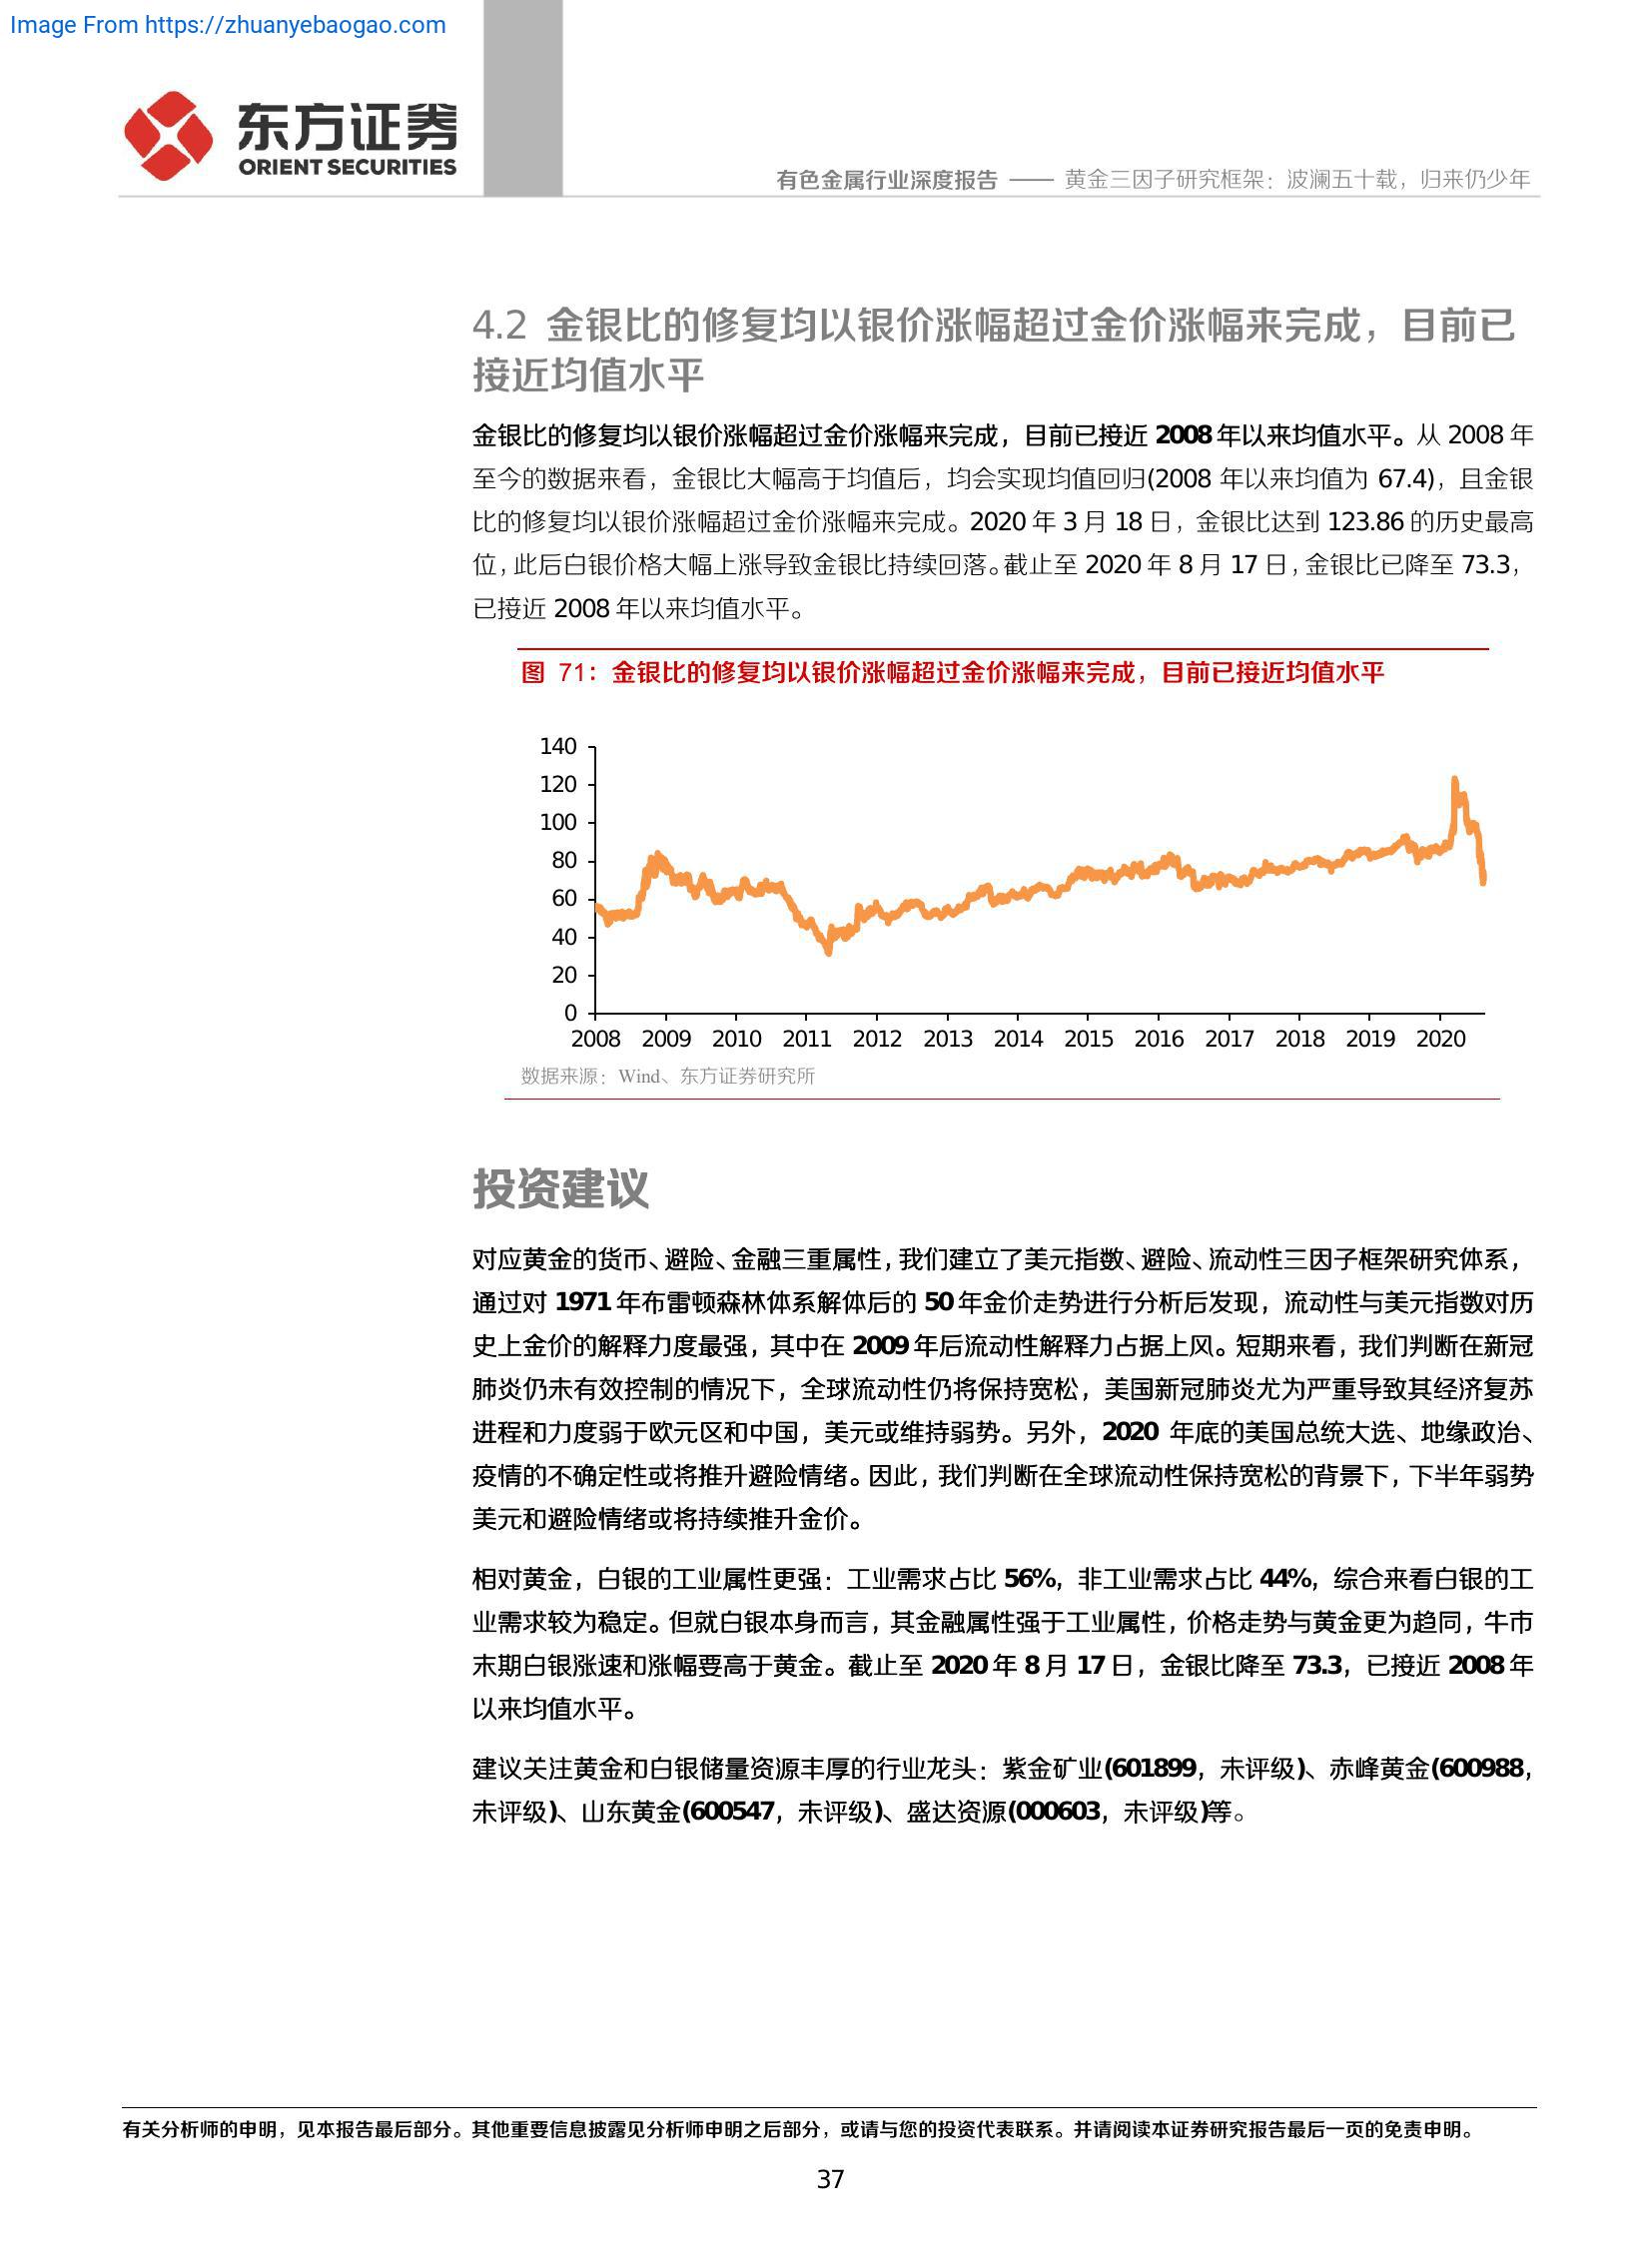 Image From https://zhuanyebaogao.com
东方证券
ORIENT SECURITIES
有色金属行业深度报告 —— 黄金三因子研究框架：波澜五十载，归来仍少年
4.2 金银比的修复均以银价涨幅超过金价涨幅来完成，目前已
接近均值水平
金银比的修复均以银价涨幅超过金价涨幅来完成，目前已接近 2008 年以来均值水平。从 2008 年
至今的数据来看，金银比大幅高于均值后，均会实现均值回归(2008 年以来均值为 67.4)，且金银
比的修复均以银价涨幅超过金价涨幅来完成。2020 年 3 月 18 日，金银比达到 123.86 的历史最高
位，此后白银价格大幅上涨导致金银比持续回落。截止至 2020 年 8 月 17 日，金银比已降至 73.3，
已接近 2008 年以来均值水平。
图 71：金银比的修复均以银价涨幅超过金价涨幅来完成，目前已接近均值水平
140
120
100
80
60
40
20
0
2008 2009 2010 2011 2012 2013 2014 2015 2016 2017 2018 2019 2020
数据来源：Wind、东方证券研究所
投资建议
对应黄金的货币、避险、金融三重属性，我们建立了美元指数、避险、流动性三因子框架研究体系，
通过对 1971 年布雷顿森林体系解体后的 50 年金价走势进行分析后发现，流动性与美元指数对历
史上金价的解释力度最强，其中在 2009 年后流动性解释力占据上风。短期来看，我们判断在新冠
肺炎仍未有效控制的情况下，全球流动性仍将保持宽松，美国新冠肺炎尤为严重导致其经济复苏
进程和力度弱于欧元区和中国，美元或维持弱势。另外，2020 年底的美国总统大选、地缘政治、
疫情的不确定性或将推升避险情绪。因此，我们判断在全球流动性保持宽松的背景下，下半年弱势
美元和避险情绪或将持续推升金价。
相对黄金，白银的工业属性更强：工业需求占比 56%，非工业需求占比 44%，综合来看白银的工
业需求较为稳定。但就白银本身而言，其金融属性强于工业属性，价格走势与黄金更为趋同，牛市
末期白银涨速和涨幅要高于黄金。截止至 2020 年 8 月 17 日，金银比降至 73.3，已接近 2008 年
以来均值水平。
建议关注黄金和白银储量资源丰厚的行业龙头：紫金矿业(601899，未评级)、赤峰黄金(600988，
未评级)、山东黄金(600547，未评级)、盛达资源(000603，未评级)等。
有关分析师的申明，见本报告最后部分。其他重要信息披露见分析师申明之后部分，或请与您的投资代表联系。并请阅读本证券研究报告最后一页的免责申明。
37